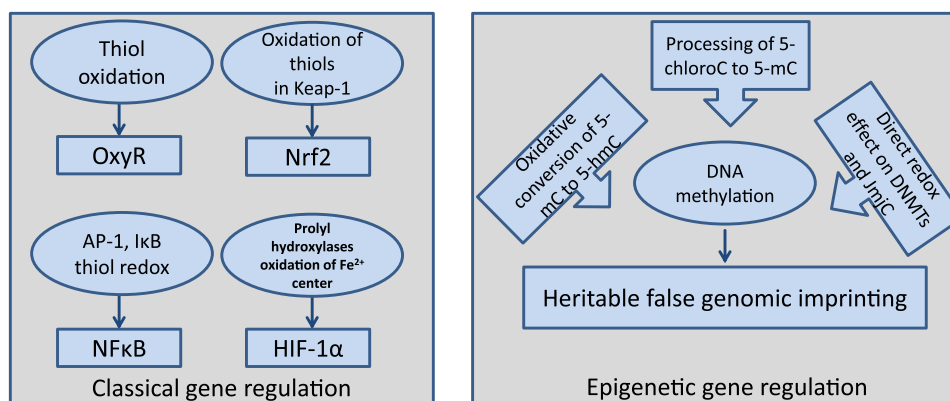 Thiol
oxidation
Oxidation of
thiols
in Keap-1
OxyR
Nrf2
AP-1, IκB
thiol redox
Prolyl
hydroxylases
oxidation of Fe²⁺
center
NFκB
HIF-1α
Classical gene regulation
Processing of 5-
chloroC to 5-mC
Oxidative
conversion of 5-
mC to 5-hmC
Direct redox
effect on DNMTs
and JmjC
DNA
methylation
Heritable false genomic imprinting
Epigenetic gene regulation